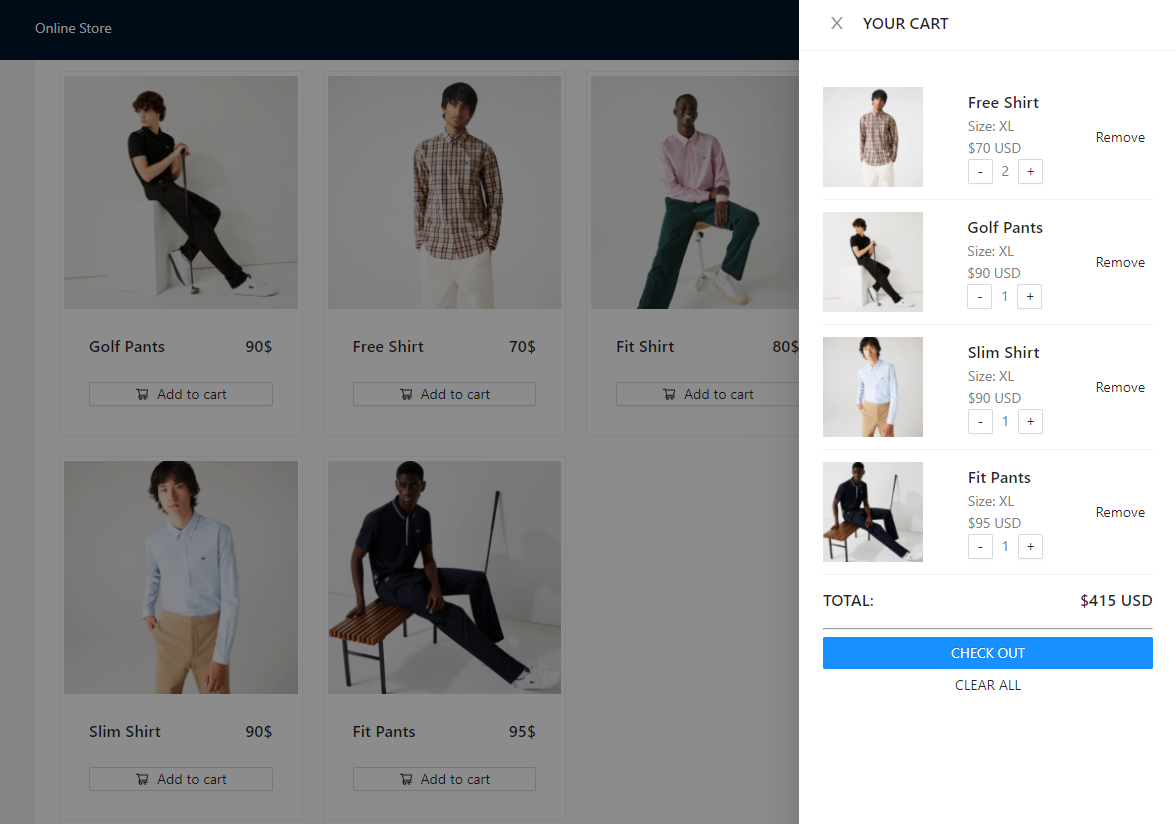 Online Store
Golf Pants 90$
Add to cart
Free Shirt 70$
Add to cart
Fit Shirt 80$
Add to cart
Slim Shirt 90$
Add to cart
Fit Pants 95$
Add to cart
X YOUR CART
Free Shirt
Size: XL
$70 USD
- 2 +
Remove
Golf Pants
Size: XL
$90 USD
- 1 +
Remove
Slim Shirt
Size: XL
$90 USD
- 1 +
Remove
Fit Pants
Size: XL
$95 USD
- 1 +
Remove
TOTAL: $415 USD
CHECK OUT
CLEAR ALL